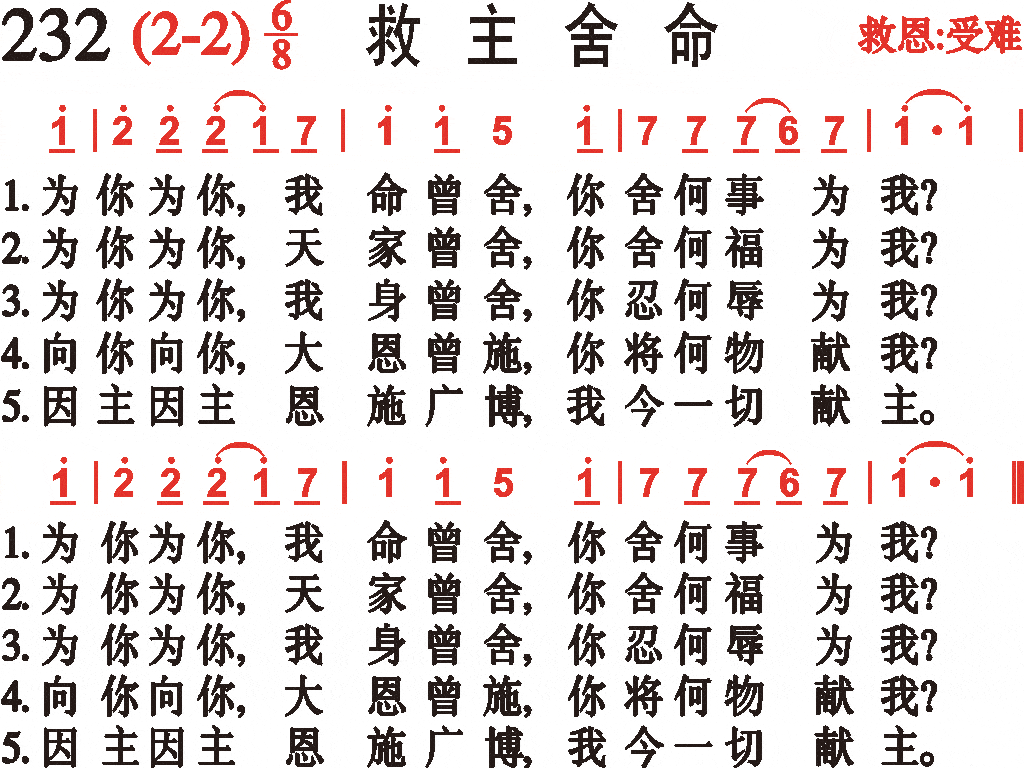 232 (2-2) 6/8 救主舍命 救恩:受难
1̇ | 2̇ 2̇ 2̇ 1̇ 7 | 1̇ 1̇ 5 1̇ | 7 7 7 6 7 | 1̇ · 1̇ |
1. 为你为你, 我命曾舍, 你舍何事为我?
2. 为你为你, 天家曾舍, 你舍何福为我?
3. 为你为你, 我身曾舍, 你忍何辱为我?
4. 向你向你, 大恩曾施, 你将何物献我?
5. 因主因主 恩施广博, 我今一切献主。
1̇ | 2̇ 2̇ 2̇ 1̇ 7 | 1̇ 1̇ 5 1̇ | 7 7 7 6̇ 7 | 1̇ · 1̇ ‖
1. 为你为你, 我命曾舍, 你舍何事为我?
2. 为你为你, 天家曾舍, 你舍何福为我?
3. 为你为你, 我身曾舍, 你忍何辱为我?
4. 向你向你, 大恩曾施, 你将何物献我?
5. 因主因主 恩施广博, 我今一切献主。